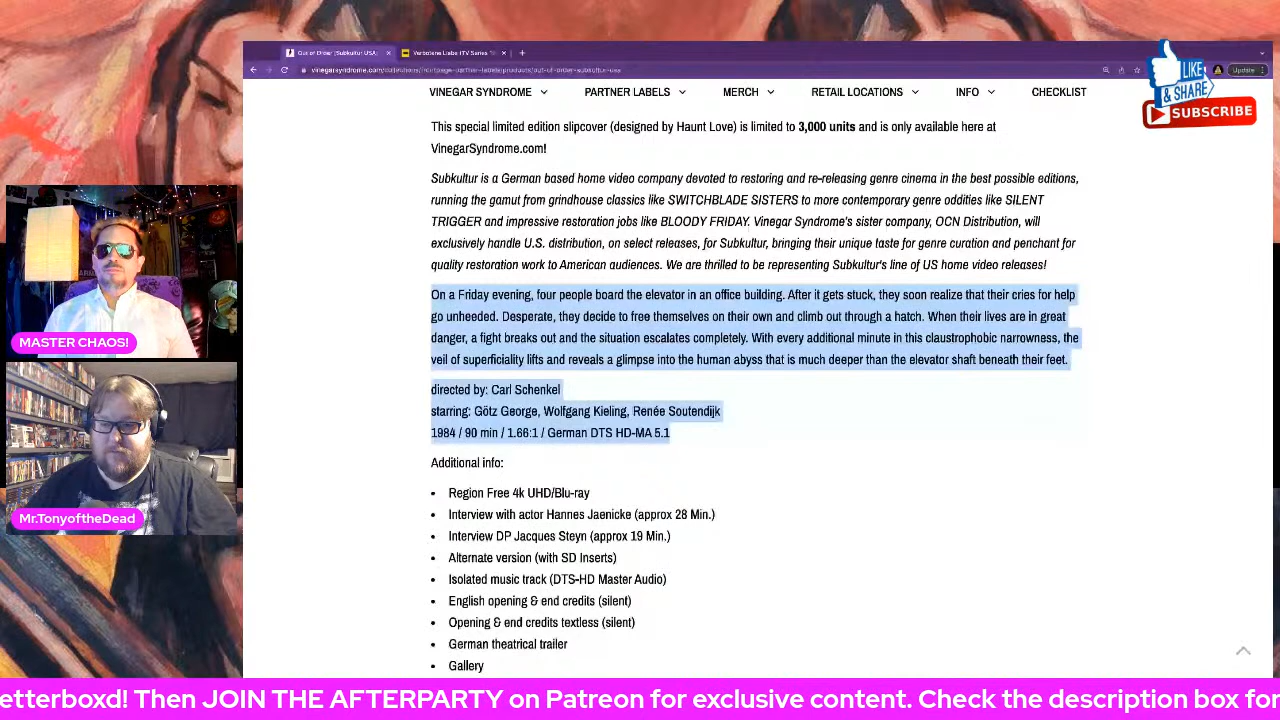 Out of Order (Subkultur USA)
Verbotene Liebe (TV Series
Update
VINEGAR SYNDROME
PARTNER LABELS
MERCH
RETAIL LOCATIONS
INFO
CHECKLIST
LIKE
& SHARE
SUBSCRIBE
This special limited edition slipcover (designed by Haunt Love) is limited to 3,000 units and is only available here at
VinegarSyndrome.com!
Subkultur is a German based home video company devoted to restoring and re-releasing genre cinema in the best possible editions,
running the gamut from grindhouse classics like SWITCHBLADE SISTERS to more contemporary genre oddities like SILENT
TRIGGER and impressive restoration jobs like BLOODY FRIDAY. Vinegar Syndrome's sister company, OCN Distribution, will
exclusively handle U.S. distribution, on select releases, for Subkultur, bringing their unique taste for genre curation and penchant for
quality restoration work to American audiences. We are thrilled to be representing Subkultur's line of US home video releases!
On a Friday evening, four people board the elevator in an office building. After it gets stuck, they soon realize that their cries for help
go unheeded. Desperate, they decide to free themselves on their own and climb out through a hatch. When their lives are in great
danger, a fight breaks out and the situation escalates completely. With every additional minute in this claustrophobic narrowness, the
veil of superficiality lifts and reveals a glimpse into the human abyss that is much deeper than the elevator shaft beneath their feet.
directed by: Carl Schenkel
starring: Götz George, Wolfgang Kieling, Renée Soutendijk
1984 / 90 min / 1.66:1 / German DTS HD-MA 5.1
Additional info:
• Region Free 4k UHD/Blu-ray
• Interview with actor Hannes Jaenicke (approx 28 Min.)
• Interview DP Jacques Steyn (approx 19 Min.)
• Alternate version (with SD Inserts)
• Isolated music track (DTS-HD Master Audio)
• English opening & end credits (silent)
• Opening & end credits textless (silent)
• German theatrical trailer
• Gallery
MASTER CHAOS!
Mr.TonyoftheDead
etterboxd! Then JOIN THE AFTERPARTY on Patreon for exclusive content. Check the description box for